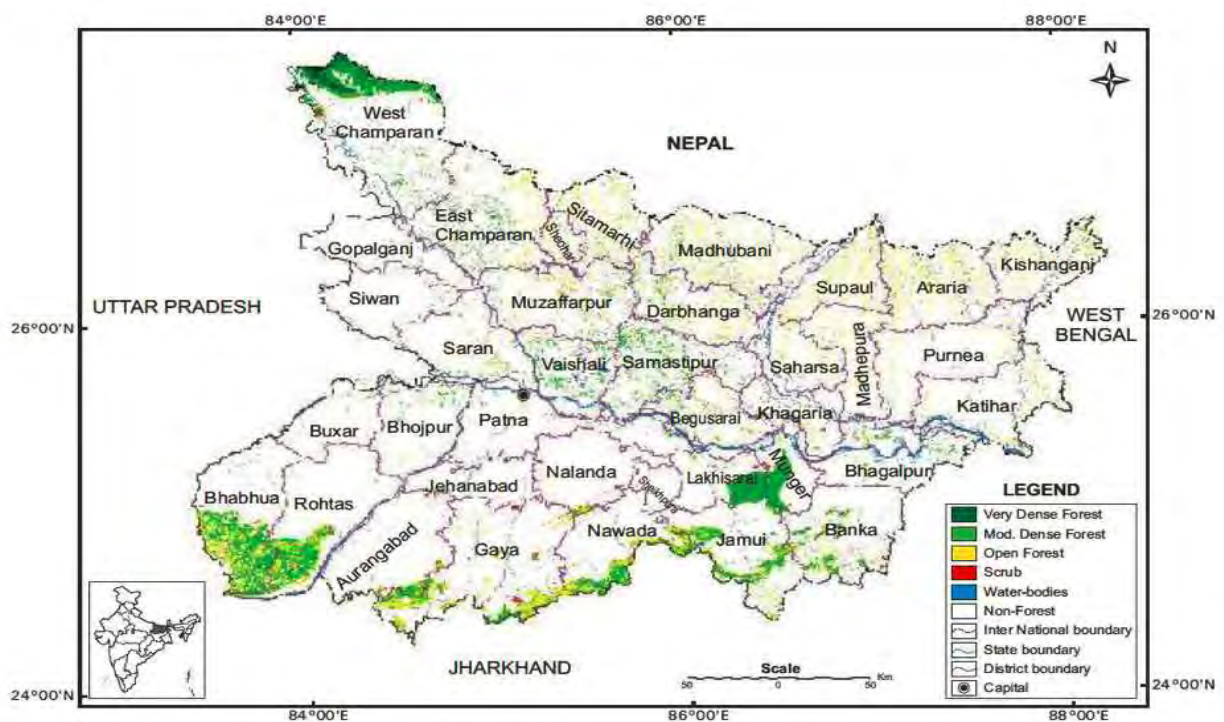 84°00'E
86°00'E
88°00'E
N
West
Champaran
NEPAL
East
Champaran
Sheohar
Sitamarhi
Madhubani
Gopalganj
Kishanganj
Araria
Supaul
Siwan
UTTAR PRADESH
Muzaffarpur
Darbhanga
26°00'N
26°00'N
WEST
BENGAL
Saran
Vaishali
Samastipur
Saharsa
Madhepura
Purnea
Patna
Begusarai
Khagaria
Katihar
Buxar
Bhojpur
Munger
Bhagalpur
Nalanda
Lakhisarai
Jehanabad
Sheikhpura
Bhabhua
Rohtas
Nawada
Jamui
Banka
Aurangabad
Gaya
LEGEND
Very Dense Forest
Mod. Dense Forest
Open Forest
Scrub
Water-bodies
Non-Forest
Inter National boundary
State boundary
District boundary
Capital
JHARKHAND
Scale
50 0 50 Km.
24°00'N
24°00'N
84°00'E
86°00'E
88°00'E